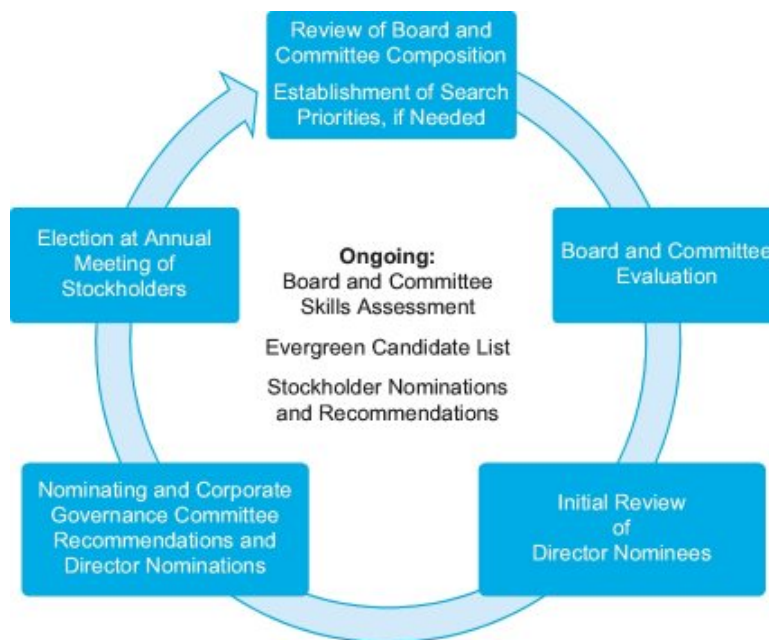 Review of Board and
Committee Composition
Establishment of Search
Priorities, if Needed
Board and Committee
Evaluation
Initial Review
of
Director Nominees
Nominating and Corporate
Governance Committee
Recommendations and
Director Nominations
Election at Annual
Meeting of
Stockholders
Ongoing:
Board and Committee
Skills Assessment
Evergreen Candidate List
Stockholder Nominations
and Recommendations